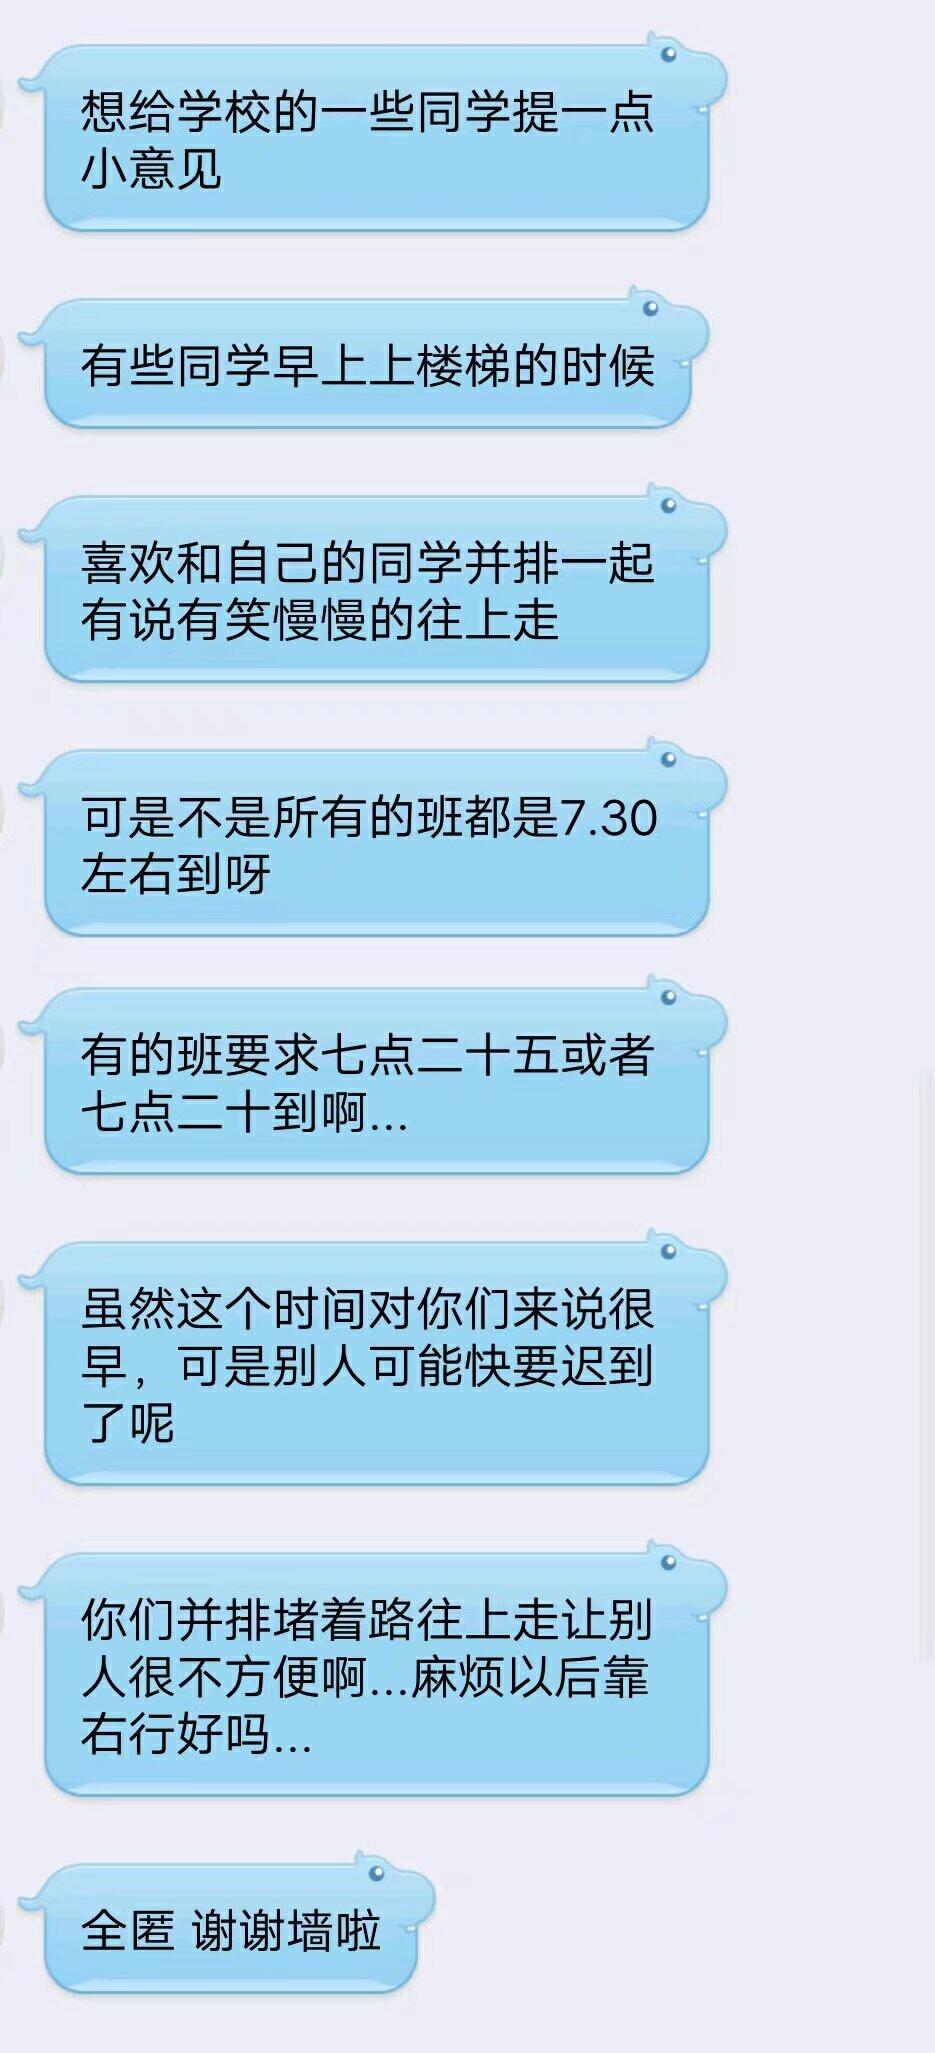 想给学校的一些同学提一点
小意见
有些同学早上上楼梯的时候
喜欢和自己的同学并排一起
有说有笑慢慢的往上走
可是不是所有的班都是7.30
左右到呀
有的班要求七点二十五或者
七点二十到啊...
虽然这个时间对你们来说很
早，可是别人可能快要迟到
了呢
你们并排堵着路往上走让别
人很不方便啊...麻烦以后靠
右行好吗...
全匿 谢谢墙啦